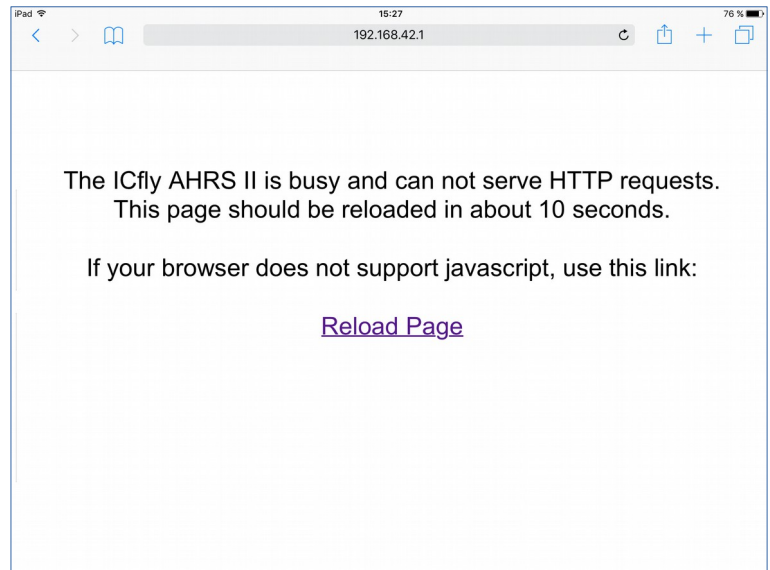 iPad 15:27 76 %
192.168.42.1
The ICfly AHRS II is busy and can not serve HTTP requests.
This page should be reloaded in about 10 seconds.
If your browser does not support javascript, use this link:
Reload Page